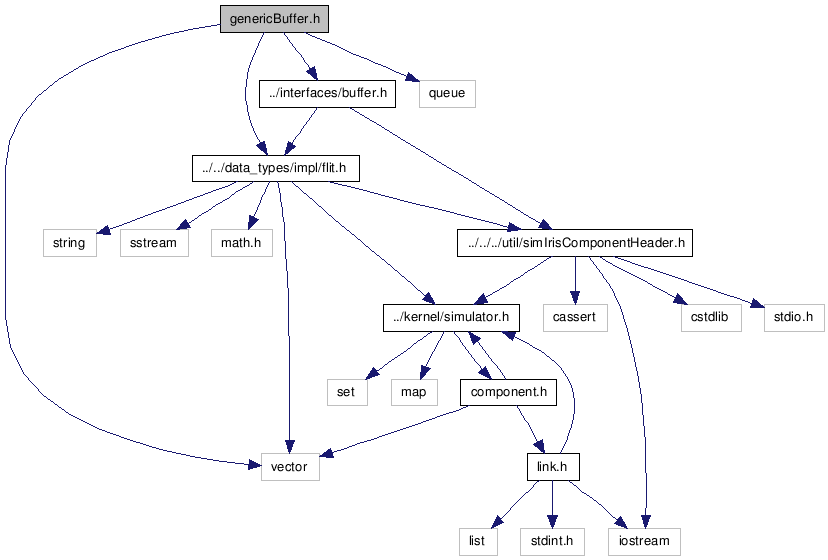 genericBuffer.h
../interfaces/buffer.h
queue
../../data_types/impl/flit.h
string
sstream
math.h
../../../util/simIrisComponentHeader.h
../kernel/simulator.h
cassert
cstdlib
stdio.h
set
map
component.h
vector
link.h
list
stdint.h
iostream